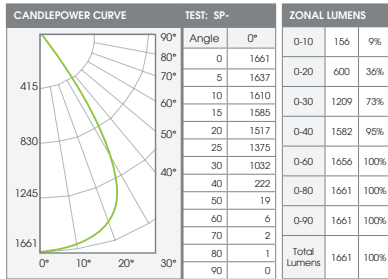 CANDLEPOWER CURVE
TEST: SP-
ZONAL LUMENS
415
830
1245
1661
0° 10° 20° 30°
90°
80°
70°
60°
50°
40°
Angle 0°
0 1661
5 1637
10 1610
15 1585
20 1517
25 1375
30 1032
40 222
50 19
60 6
70 2
80 1
90 0
0-10 156 9%
0-20 600 36%
0-30 1209 73%
0-40 1582 95%
0-60 1656 100%
0-80 1661 100%
0-90 1661 100%
Total
Lumens 1661 100%